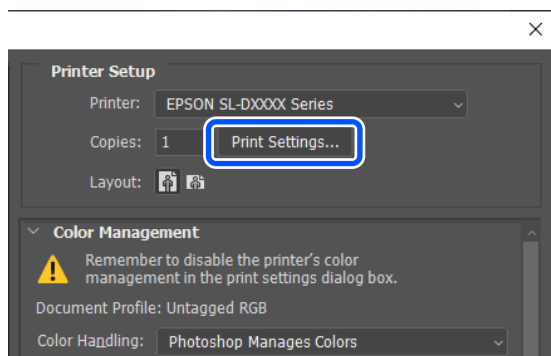 Printer Setup
Printer: EPSON SL-DXXXX Series
Copies: 1 Print Settings...
Layout:
Color Management
Remember to disable the printer's color
management in the print settings dialog box.
Document Profile: Untagged RGB
Color Handling: Photoshop Manages Colors